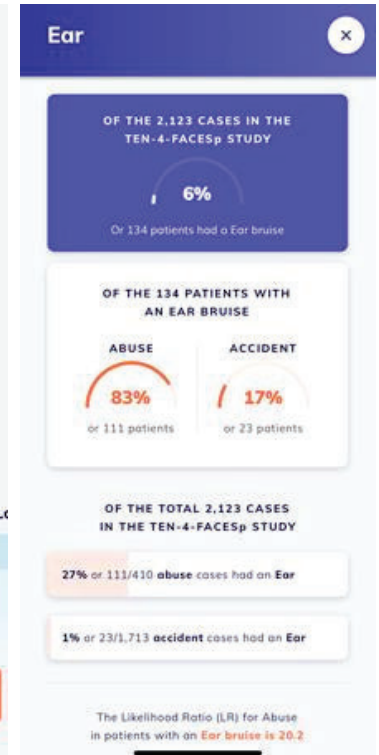 Ear
×
OF THE 2,123 CASES IN THE
TEN-4-FACESp STUDY
6%
Or 134 patients had a Ear bruise
OF THE 134 PATIENTS WITH
AN EAR BRUISE
ABUSE
ACCIDENT
83%
17%
or 111 patients
or 23 patients
OF THE TOTAL 2,123 CASES
IN THE TEN-4-FACESp STUDY
27% or 111/410 abuse cases had an Ear
1% or 23/1,713 accident cases had an Ear
The Likelihood Ratio (LR) for Abuse
in patients with an Ear bruise is 20.2